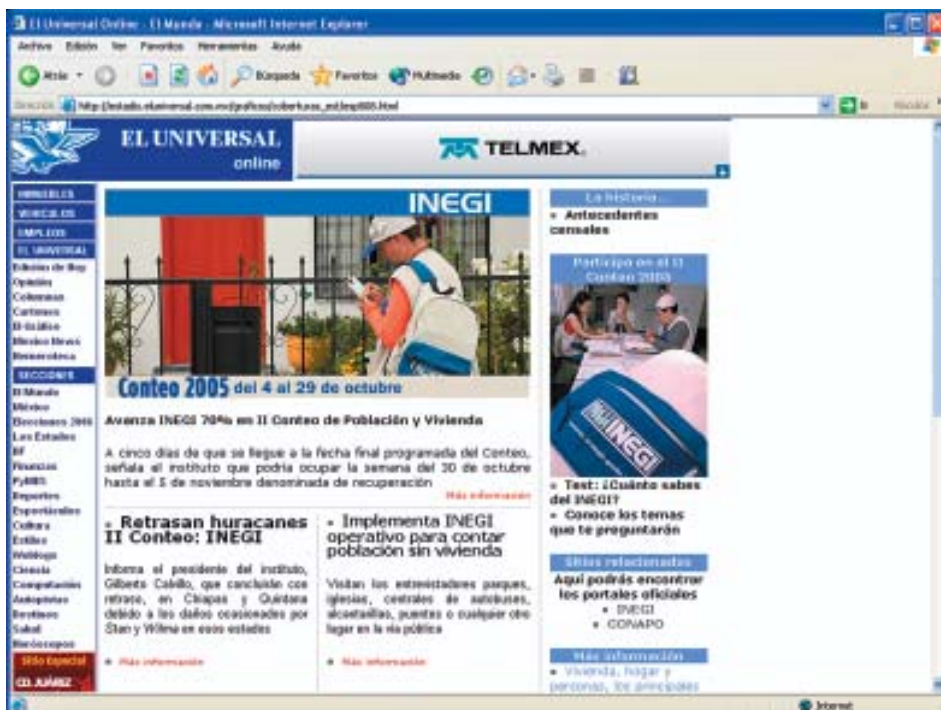 El Universal Online - El Mundo - Microsoft Internet Explorer
Archivo Edición Ver Favoritos Herramientas Ayuda
Atrás Búsqueda Favoritos Multimedia
Dirección
EL UNIVERSAL
online
TELMEX
INMUEBLES
VEHICULOS
EMPLEOS
EL UNIVERSAL
Edición de Hoy
Opinión
Columnas
Cartones
El Gráfico
México News
Hemeroteca
SECCIONES
El Mundo
México
Elecciones 2006
Los Estados
DF
Finanzas
PyMES
Deportes
Espectáculos
Cultura
Estilos
Weblogs
Ciencia
Computación
Autopistas
Destinos
Salud
Horóscopos
Sitio Especial
CD. JUÁREZ
INEGI
Conteo 2005 del 4 al 29 de octubre
Avanza INEGI 70% en II Conteo de Población y Vivienda
A cinco días de que se llegue a la fecha final programada del Conteo,
señala el instituto que podría ocupar la semana del 30 de octubre
hasta el 5 de noviembre denominada de recuperación
Más información
Retrasan huracanes
II Conteo: INEGI
Informa el presidente del instituto,
Gilberto Calvillo, que concluirán con
retraso, en Chiapas y Quintana
debido a los daños ocasionados por
Stan y Wilma en esos estados
Más información
Implementa INEGI
operativo para contar
población sin vivienda
Visitan los entrevistadores parques,
iglesias, centrales de autobuses,
alcantarillas, puentes o cualquier otro
lugar en la vía pública
Más información
La historia...
Antecedentes
censales
Participa en el II
Conteo 2005
INEGI
Test: ¿Cuánto sabes
del INEGI?
Conoce los temas
que te preguntarán
Sitios relacionados
Aquí podrás encontrar
los portales oficiales
INEGI
CONAPO
Más información
Vivienda, hogar y
personas, los principales
Internet